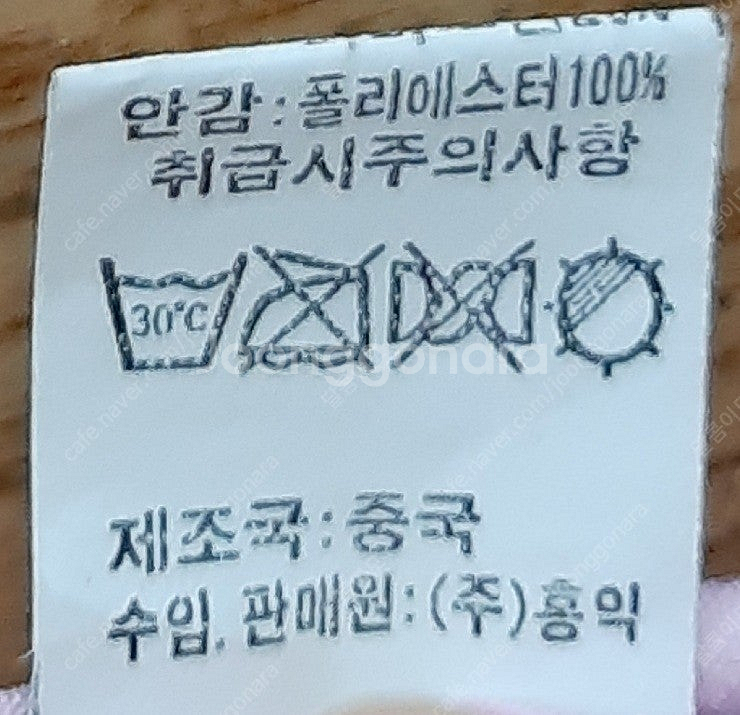 안감:폴리에스터100%
취급시주의사항
30℃
joonggonara
제조국:중국
수입, 판매원:(주)홍익